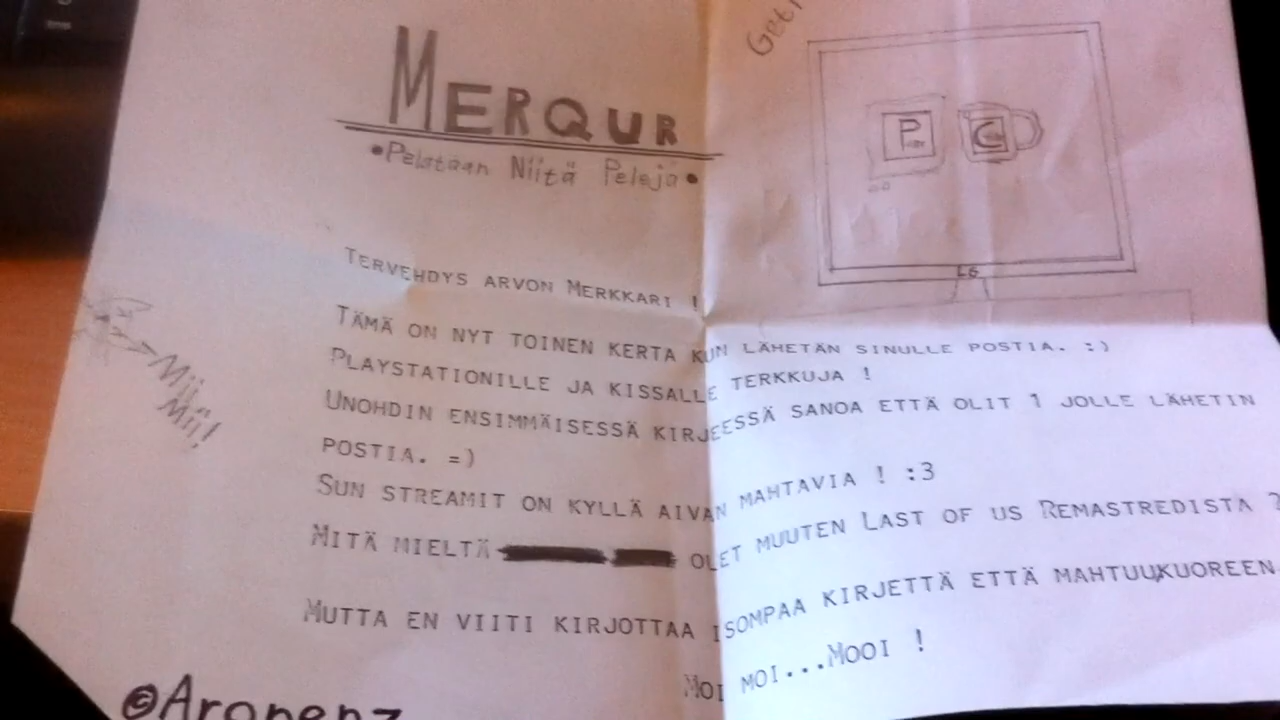 MERQUR
•Pelataan Niitä Pelejä•
P
C
LG
TERVEHDYS ARVON MERKKARI !
TÄMÄ ON NYT TOINEN KERTA KUN LÄHETÄN SINULLE POSTIA. :)
PLAYSTATIONILLE JA KISSALLE TERKKUJA !
UNOHDIN ENSIMMÄISESSÄ KIRJEESSÄ SANOA ETTÄ OLIT 1 JOLLE LÄHETIN
POSTIA. =)
SUN STREAMIT ON KYLLÄ AIVAN MAHTAVIA ! :3
MITÄ MIELTÄ OLET MUUTEN LAST OF US REMASTREDISTA ?
MUTTA EN VIITI KIRJOTTAA ISOMPAA KIRJETTÄ ETTÄ MAHTUU KUOREEN
MOI MOI...MOOI !
Mii
Mii!
©Aronenz